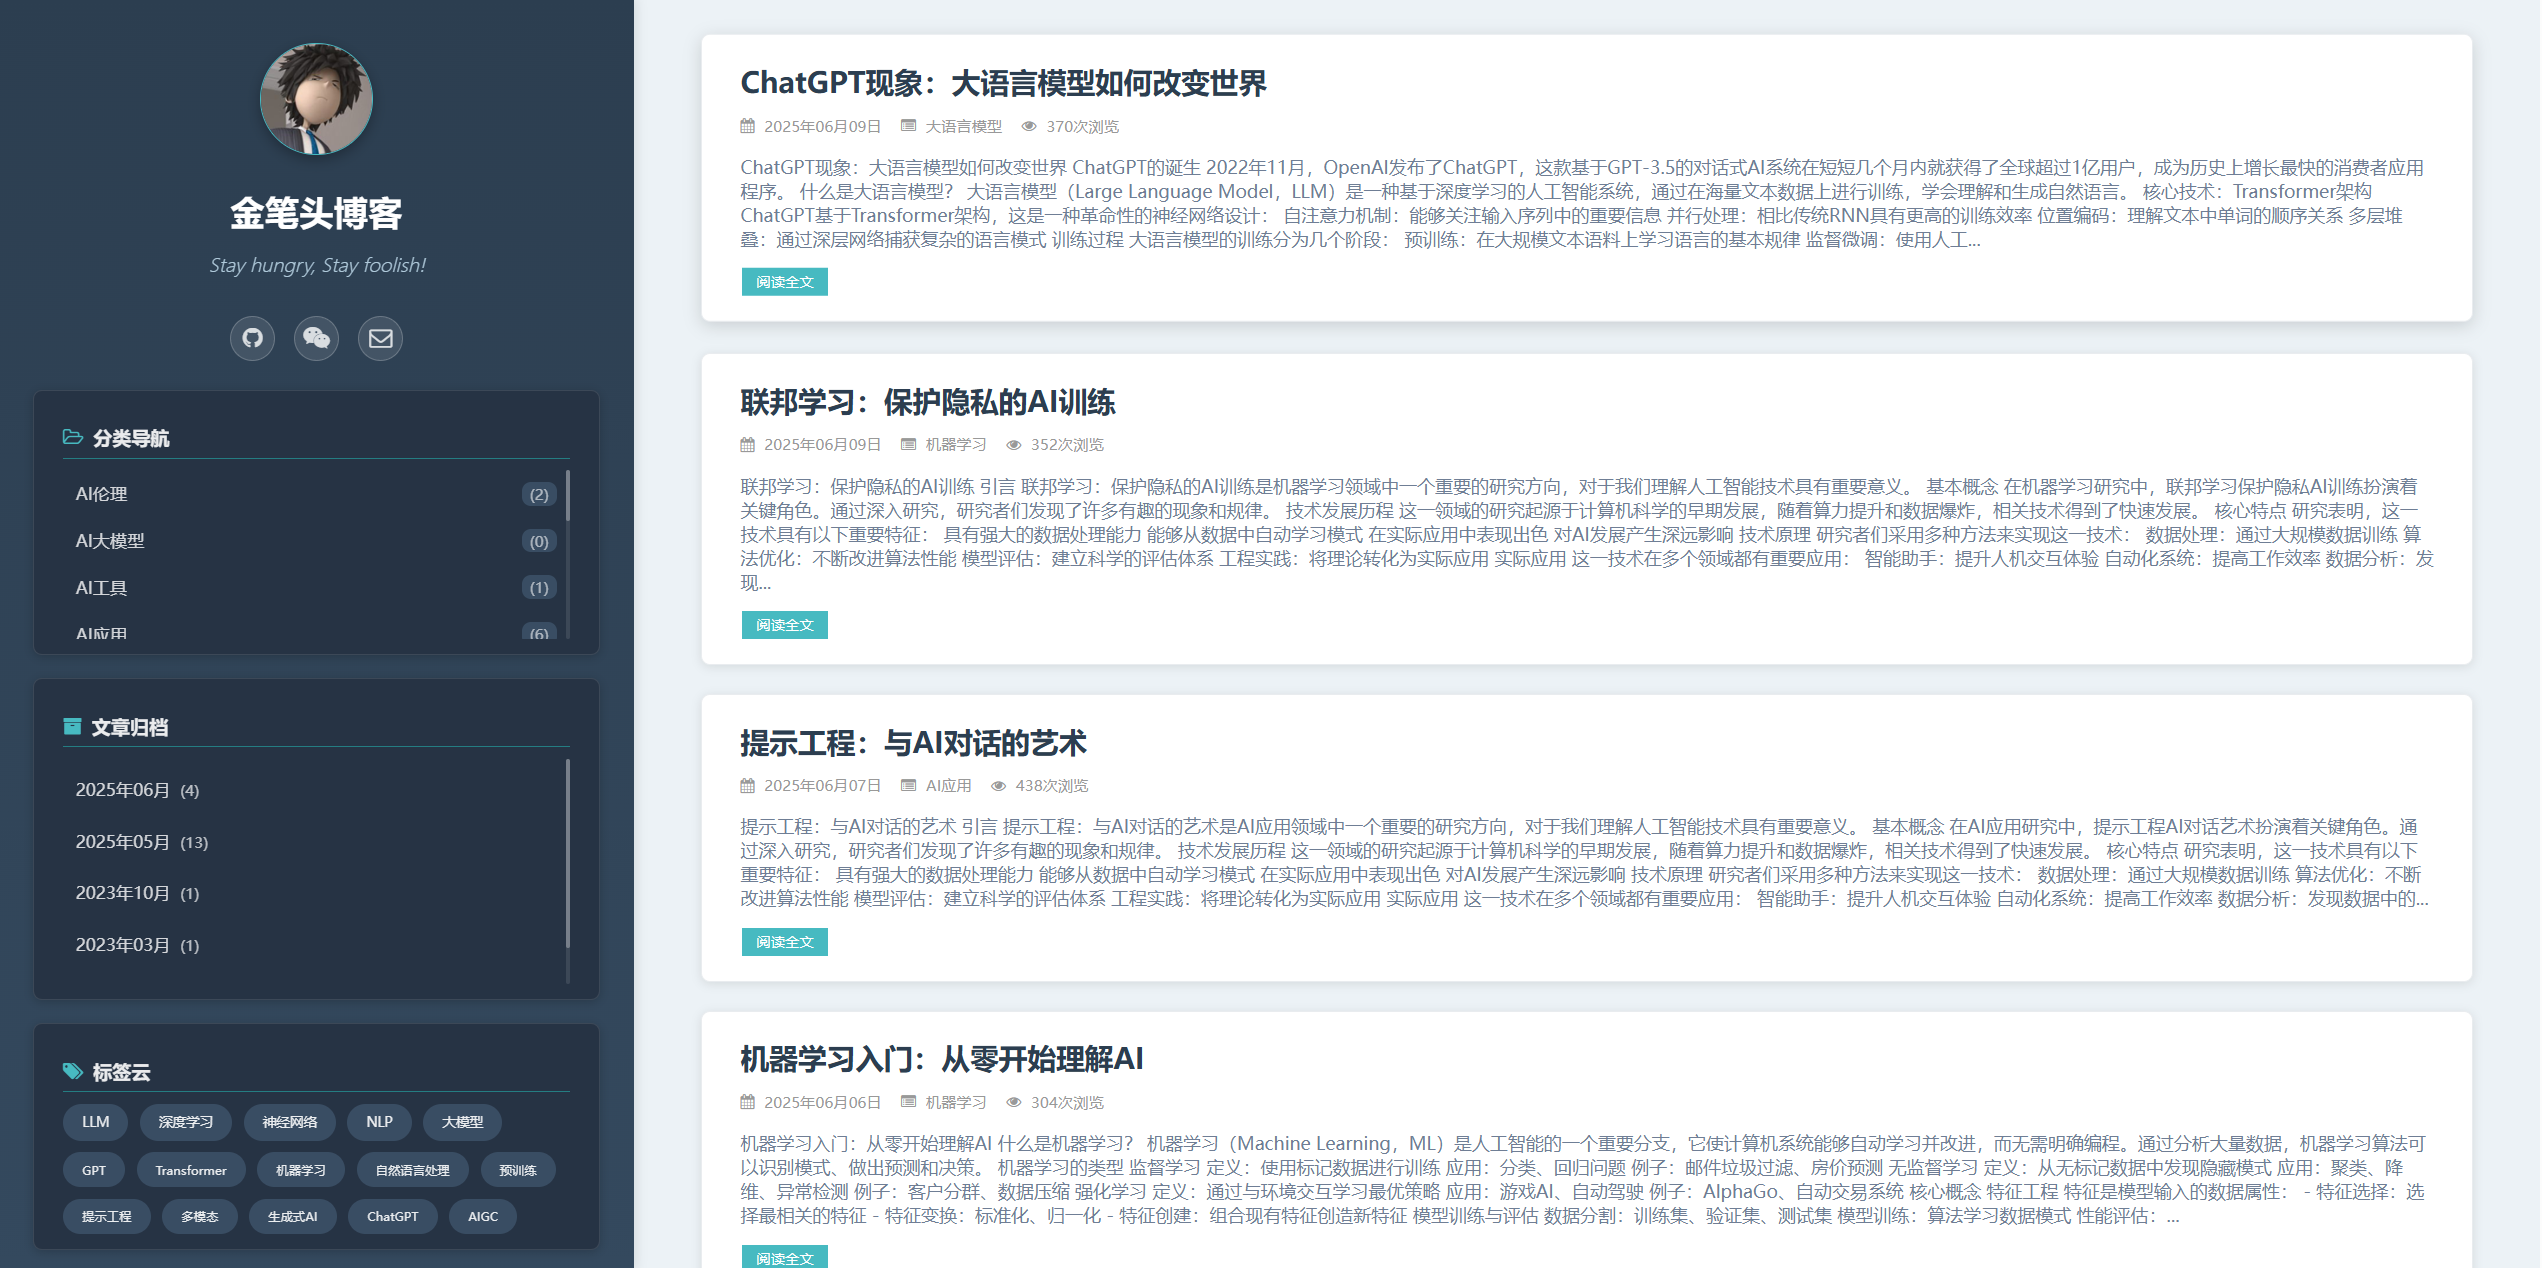 金笔头博客
Stay hungry, Stay foolish!
分类导航
AI伦理 (2)
AI大模型 (0)
AI工具 (1)
AI应用 (6)
文章归档
2025年06月 (4)
2025年05月 (13)
2023年10月 (1)
2023年03月 (1)
标签云
LLM 深度学习 神经网络 NLP 大模型
GPT Transformer 机器学习 自然语言处理 预训练
提示工程 多模态 生成式AI ChatGPT AIGC
ChatGPT现象：大语言模型如何改变世界
2025年06月09日 大语言模型 370次浏览
ChatGPT现象：大语言模型如何改变世界 ChatGPT的诞生 2022年11月，OpenAI发布了ChatGPT，这款基于GPT-3.5的对话式AI系统在短短几个月内就获得了全球超过1亿用户，成为历史上增长最快的消费者应用
程序。 什么是大语言模型？ 大语言模型（Large Language Model，LLM）是一种基于深度学习的人工智能系统，通过在海量文本数据上进行训练，学会理解和生成自然语言。 核心技术：Transformer架构
ChatGPT基于Transformer架构，这是一种革命性的神经网络设计： 自注意力机制：能够关注输入序列中的重要信息 并行处理：相比传统RNN具有更高的训练效率 位置编码：理解文本中单词的顺序关系 多层堆
叠：通过深层网络捕获复杂的语言模式 训练过程 大语言模型的训练分为几个阶段： 预训练：在大规模文本语料上学习语言的基本规律 监督微调：使用人工...
阅读全文
联邦学习：保护隐私的AI训练
2025年06月09日 机器学习 352次浏览
联邦学习：保护隐私的AI训练 引言 联邦学习：保护隐私的AI训练是机器学习领域中一个重要的研究方向，对于我们理解人工智能技术具有重要意义。 基本概念 在机器学习研究中，联邦学习保护隐私AI训练扮演着
关键角色。通过深入研究，研究者们发现了许多有趣的现象和规律。 技术发展历程 这一领域的研究起源于计算机科学的早期发展，随着算力提升和数据爆炸，相关技术得到了快速发展。 核心特点 研究表明，这一
技术具有以下重要特征： 具有强大的数据处理能力 能够从数据中自动学习模式 在实际应用中表现出色 对AI发展产生深远影响 技术原理 研究者们采用多种方法来实现这一技术： 数据处理：通过大规模数据训练 算
法优化：不断改进算法性能 模型评估：建立科学的评估体系 工程实践：将理论转化为实际应用 实际应用 这一技术在多个领域都有重要应用： 智能助手：提升人机交互体验 自动化系统：提高工作效率 数据分析：发
现...
阅读全文
提示工程：与AI对话的艺术
2025年06月07日 AI应用 438次浏览
提示工程：与AI对话的艺术 引言 提示工程：与AI对话的艺术是AI应用领域中一个重要的研究方向，对于我们理解人工智能技术具有重要意义。 基本概念 在AI应用研究中，提示工程AI对话艺术扮演着关键角色。通
过深入研究，研究者们发现了许多有趣的现象和规律。 技术发展历程 这一领域的研究起源于计算机科学的早期发展，随着算力提升和数据爆炸，相关技术得到了快速发展。 核心特点 研究表明，这一技术具有以下
重要特征： 具有强大的数据处理能力 能够从数据中自动学习模式 在实际应用中表现出色 对AI发展产生深远影响 技术原理 研究者们采用多种方法来实现这一技术： 数据处理：通过大规模数据训练 算法优化：不断
改进算法性能 模型评估：建立科学的评估体系 工程实践：将理论转化为实际应用 实际应用 这一技术在多个领域都有重要应用： 智能助手：提升人机交互体验 自动化系统：提高工作效率 数据分析：发现数据中的...
阅读全文
机器学习入门：从零开始理解AI
2025年06月06日 机器学习 304次浏览
机器学习入门：从零开始理解AI 什么是机器学习？ 机器学习（Machine Learning，ML）是人工智能的一个重要分支，它使计算机系统能够自动学习并改进，而无需明确编程。通过分析大量数据，机器学习算法可
以识别模式、做出预测和决策。 机器学习的类型 监督学习 定义：使用标记数据进行训练 应用：分类、回归问题 例子：邮件垃圾过滤、房价预测 无监督学习 定义：从无标记数据中发现隐藏模式 应用：聚类、降
维、异常检测 例子：客户分群、数据压缩 强化学习 定义：通过与环境交互学习最优策略 应用：游戏AI、自动驾驶 例子：AlphaGo、自动交易系统 核心概念 特征工程 特征是模型输入的数据属性： - 特征选择：选
择最相关的特征 - 特征变换：标准化、归一化 - 特征创建：组合现有特征创造新特征 模型训练与评估 数据分割：训练集、验证集、测试集 模型训练：算法学习数据模式 性能评估：...
阅读全文